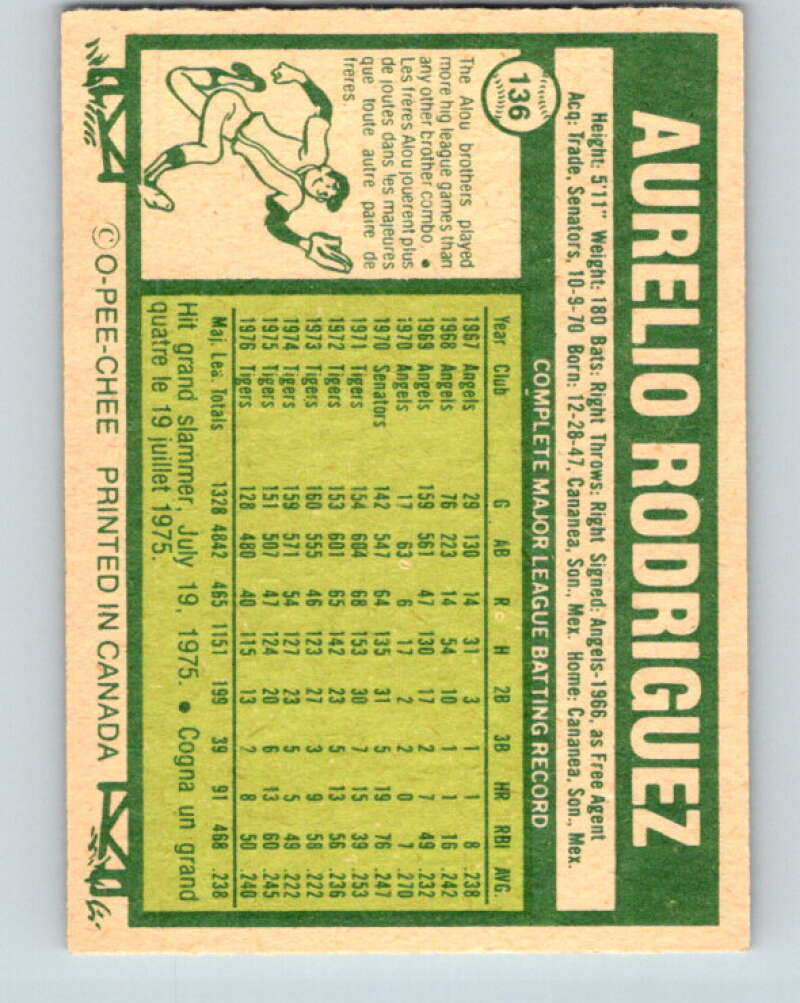 136
AURELIO RODRIGUEZ
Height: 5'11" Weight: 180 Bats: Right Throws: Right Signed: Angels-1966, as Free Agent
Acq: Trade, Senators, 10-9-70 Born: 12-28-47, Cananea, Son., Mex. Home: Cananea, Son., Mex.
COMPLETE MAJOR LEAGUE BATTING RECORD
Year Club G AB R H 2B 3B HR RBI AVG.
1967 Angels 29 130 14 31 3 1 1 8 .238
1968 Angels 76 223 14 54 10 1 1 16 .242
1969 Angels 159 561 47 130 17 2 7 49 .232
1970 Angels 17 63 6 17 2 2 0 7 .270
1970 Senators 142 547 64 135 31 5 19 76 .247
1971 Tigers 154 604 68 153 30 7 15 39 .253
1972 Tigers 153 601 65 142 23 5 13 56 .236
1973 Tigers 160 555 46 123 27 3 9 58 .222
1974 Tigers 159 571 54 127 23 5 5 49 .222
1975 Tigers 151 507 47 124 20 6 13 60 .245
1976 Tigers 128 480 40 115 13 2 8 50 .240
Maj. Lea. Totals 1328 4842 465 1151 199 39 91 468 .238
Hit grand slammer, July 19, 1975. • Cogna un grand
quatre le 19 juillet 1975.
The Alou brothers played
more big league games than
any other brother combo. •
Les frères Alou jouerent plus
de joutes dans les majeures
que toute autre paire de
frères.
© O-PEE-CHEE PRINTED IN CANADA